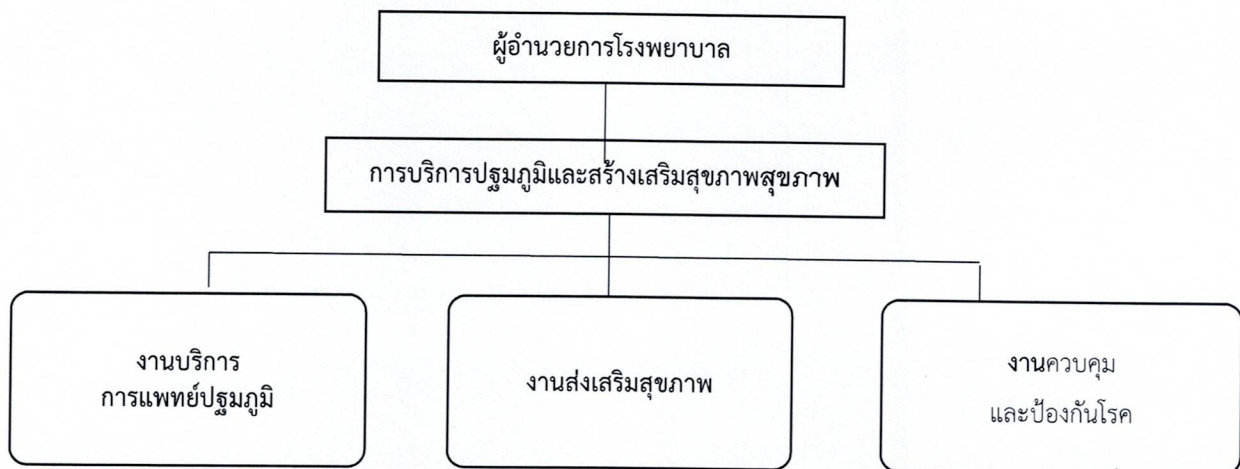 ผู้อำนวยการโรงพยาบาล
การบริการปฐมภูมิและสร้างเสริมสุขภาพสุขภาพ
งานบริการ
การแพทย์ปฐมภูมิ
งานส่งเสริมสุขภาพ
งานควบคุม
และป้องกันโรค